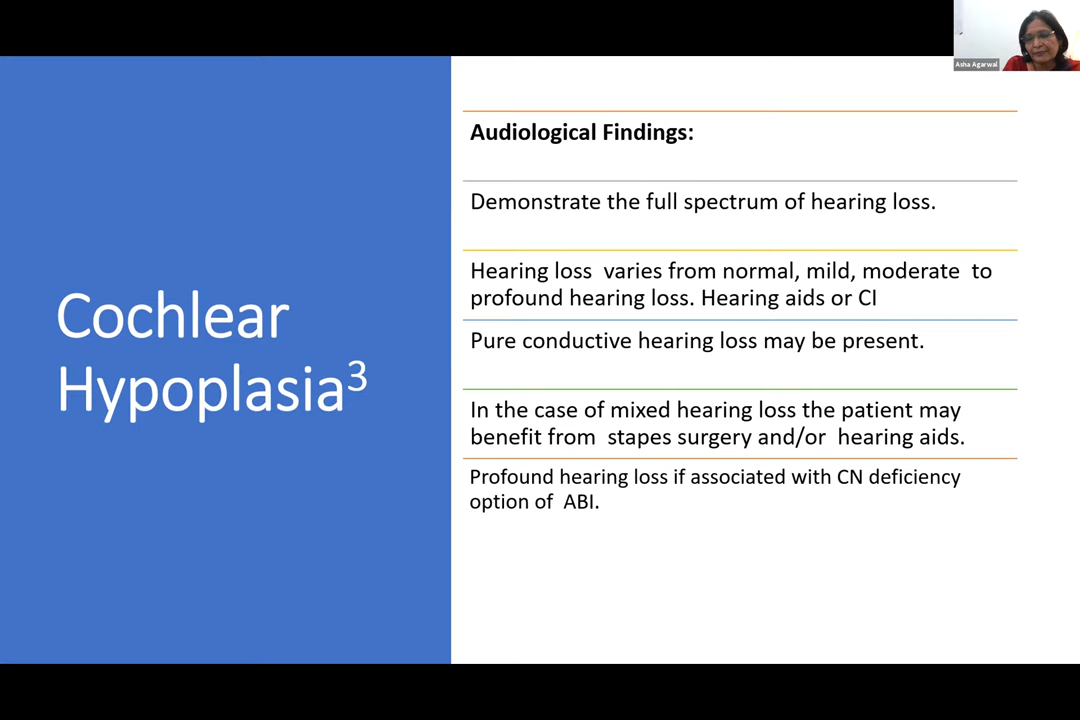 Asha Agarwal
Cochlear
Hypoplasia³
Audiological Findings:
Demonstrate the full spectrum of hearing loss.
Hearing loss  varies from normal, mild, moderate  to
profound hearing loss. Hearing aids or CI
Pure conductive hearing loss may be present.
In the case of mixed hearing loss the patient may
benefit from  stapes surgery and/or  hearing aids.
Profound hearing loss if associated with CN deficiency
option of  ABI.